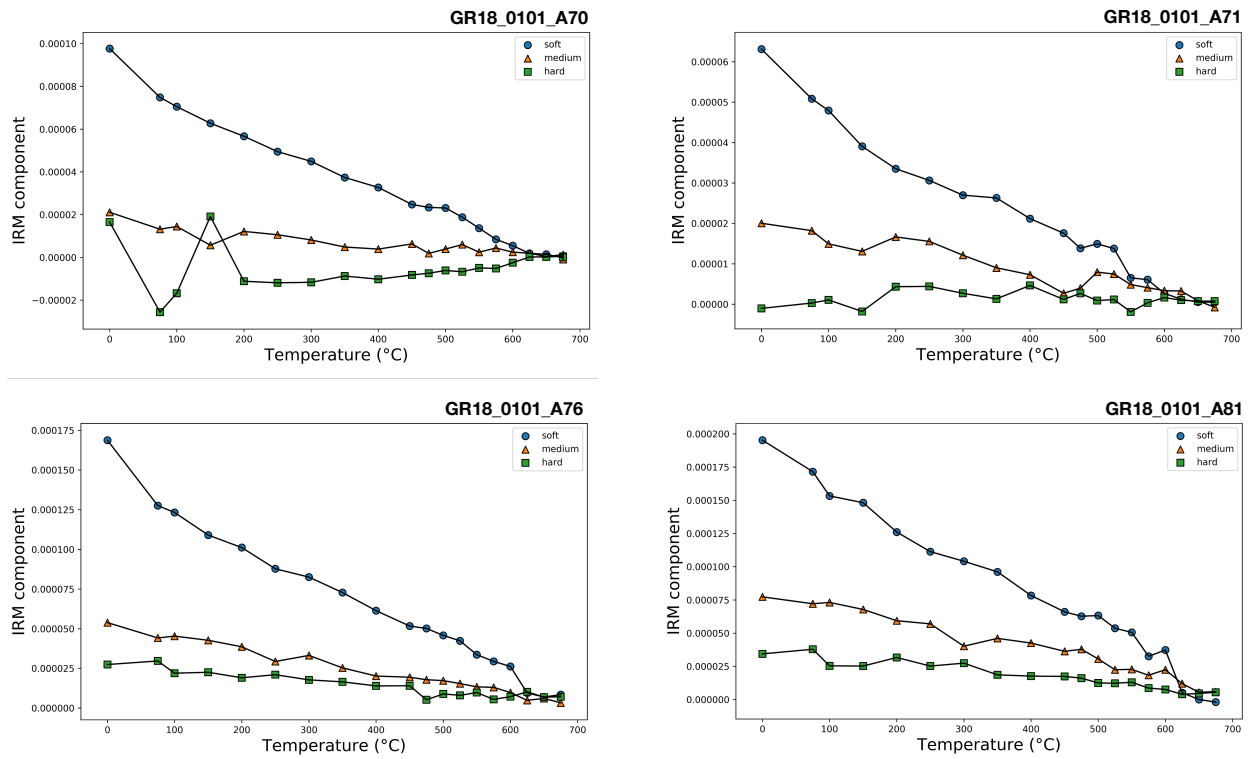 GR18_0101_A70
0.00010
0.00008
0.00006
0.00004
0.00002
0.00000
−0.00002
IRM component
soft
medium
hard
0 100 200 300 400 500 600 700
Temperature (°C)
GR18_0101_A71
0.00006
0.00005
0.00004
0.00003
0.00002
0.00001
0.00000
IRM component
soft
medium
hard
0 100 200 300 400 500 600 700
Temperature (°C)
GR18_0101_A76
0.000175
0.000150
0.000125
0.000100
0.000075
0.000050
0.000025
0.000000
IRM component
soft
medium
hard
0 100 200 300 400 500 600 700
Temperature (°C)
GR18_0101_A81
0.000200
0.000175
0.000150
0.000125
0.000100
0.000075
0.000050
0.000025
0.000000
IRM component
soft
medium
hard
0 100 200 300 400 500 600 700
Temperature (°C)